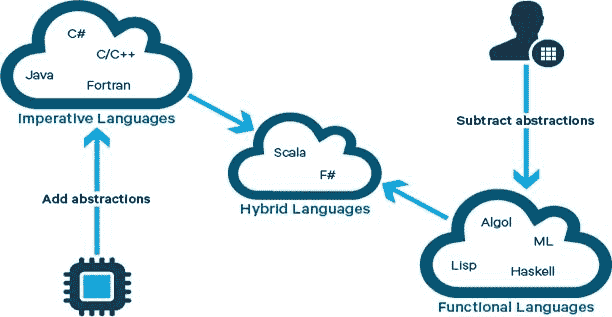 C#
C/C++
Java
Fortran
Imperative Languages
Add abstractions
Scala
F#
Hybrid Languages
Subtract abstractions
Algol
ML
Lisp
Haskell
Functional Languages